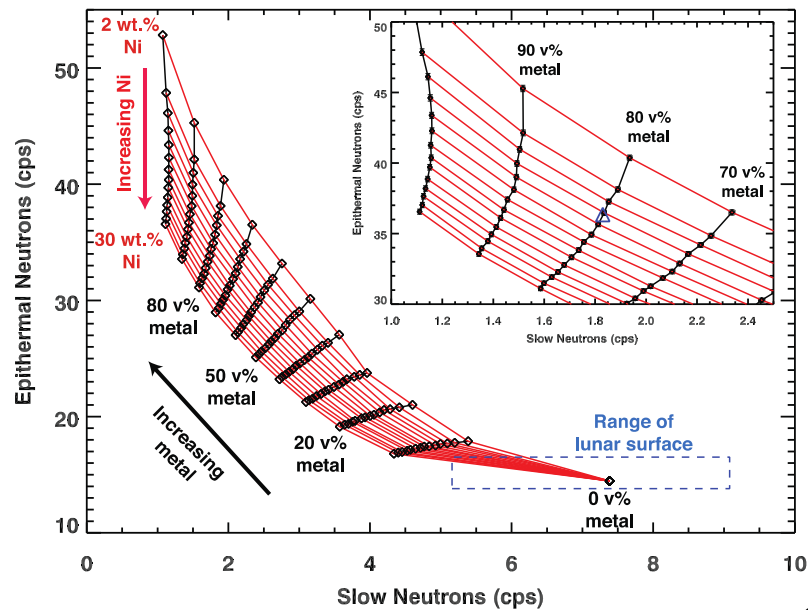 2 wt.%
Ni
Increasing Ni
30 wt.%
Ni
80 v%
metal
50 v%
metal
20 v%
metal
Increasing
metal
Range of
lunar surface
0 v%
metal
Epithermal Neutrons (cps)
50
40
30
20
10
0
2
4
6
8
10
Slow Neutrons (cps)
90 v%
metal
80 v%
metal
70 v%
metal
Epithermal Neutrons (cps)
50
45
40
35
30
1.0
1.2
1.4
1.6
1.8
2.0
2.2
2.4
Slow Neutrons (cps)